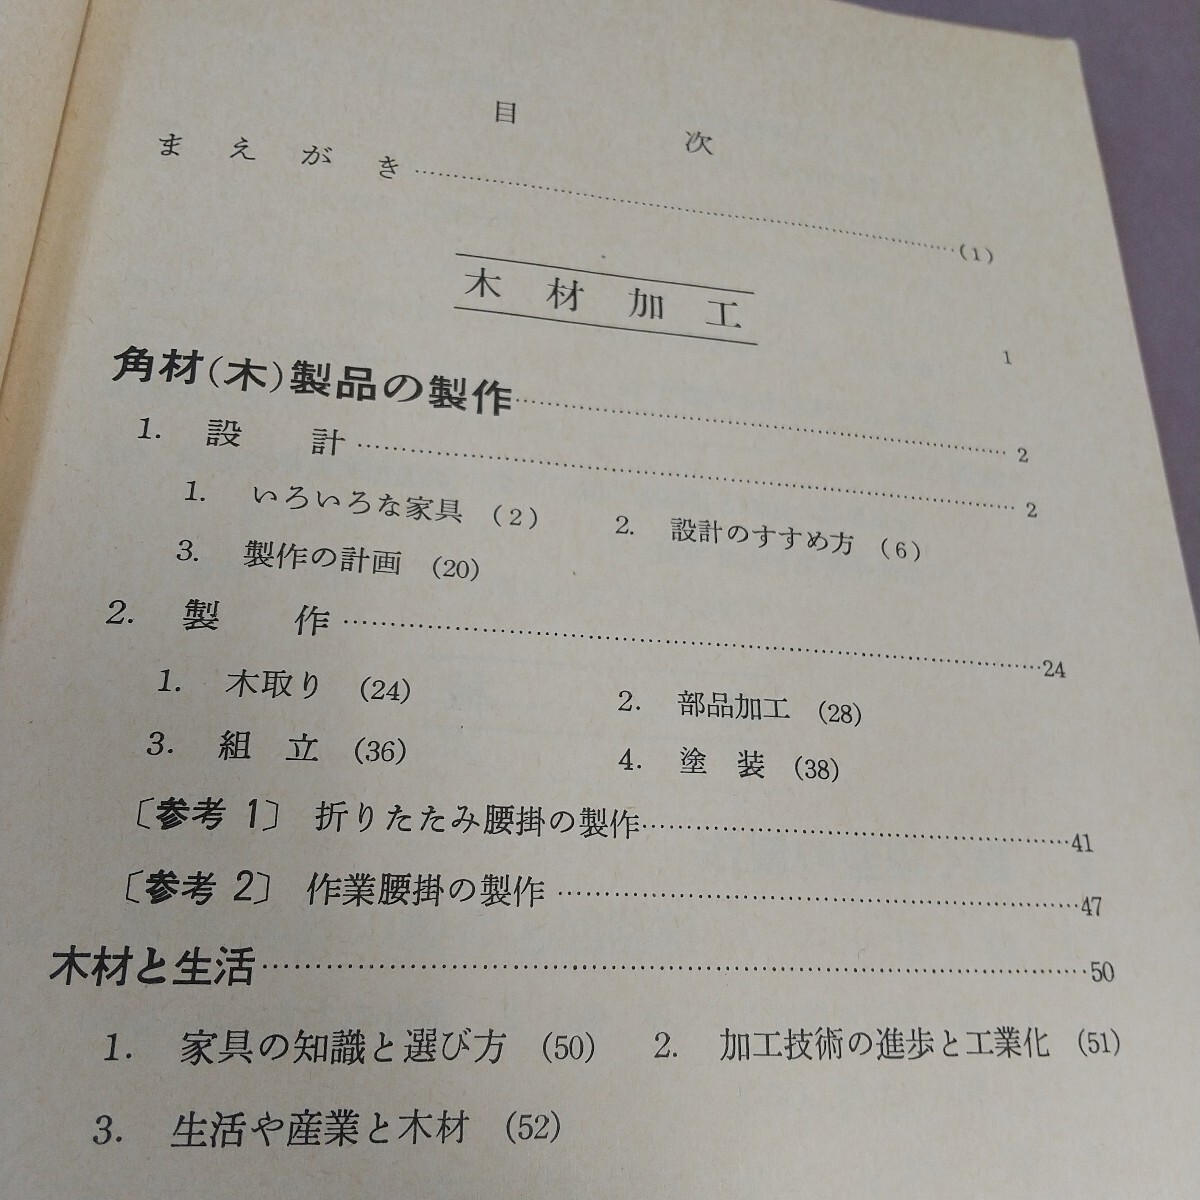 目次
まえがき……(1)
木材加工 1
角材(木)製品の製作……2
1. 設計……2
1. いろいろな家具 (2) 2. 設計のすすめ方 (6)
3. 製作の計画 (20)
2. 製作……24
1. 木取り (24) 2. 部品加工 (28)
3. 組立 (36) 4. 塗装 (38)
〔参考 1〕 折りたたみ腰掛の製作……41
〔参考 2〕 作業腰掛の製作……47
木材と生活……50
1. 家具の知識と選び方 (50) 2. 加工技術の進歩と工業化 (51)
3. 生活や産業と木材 (52)